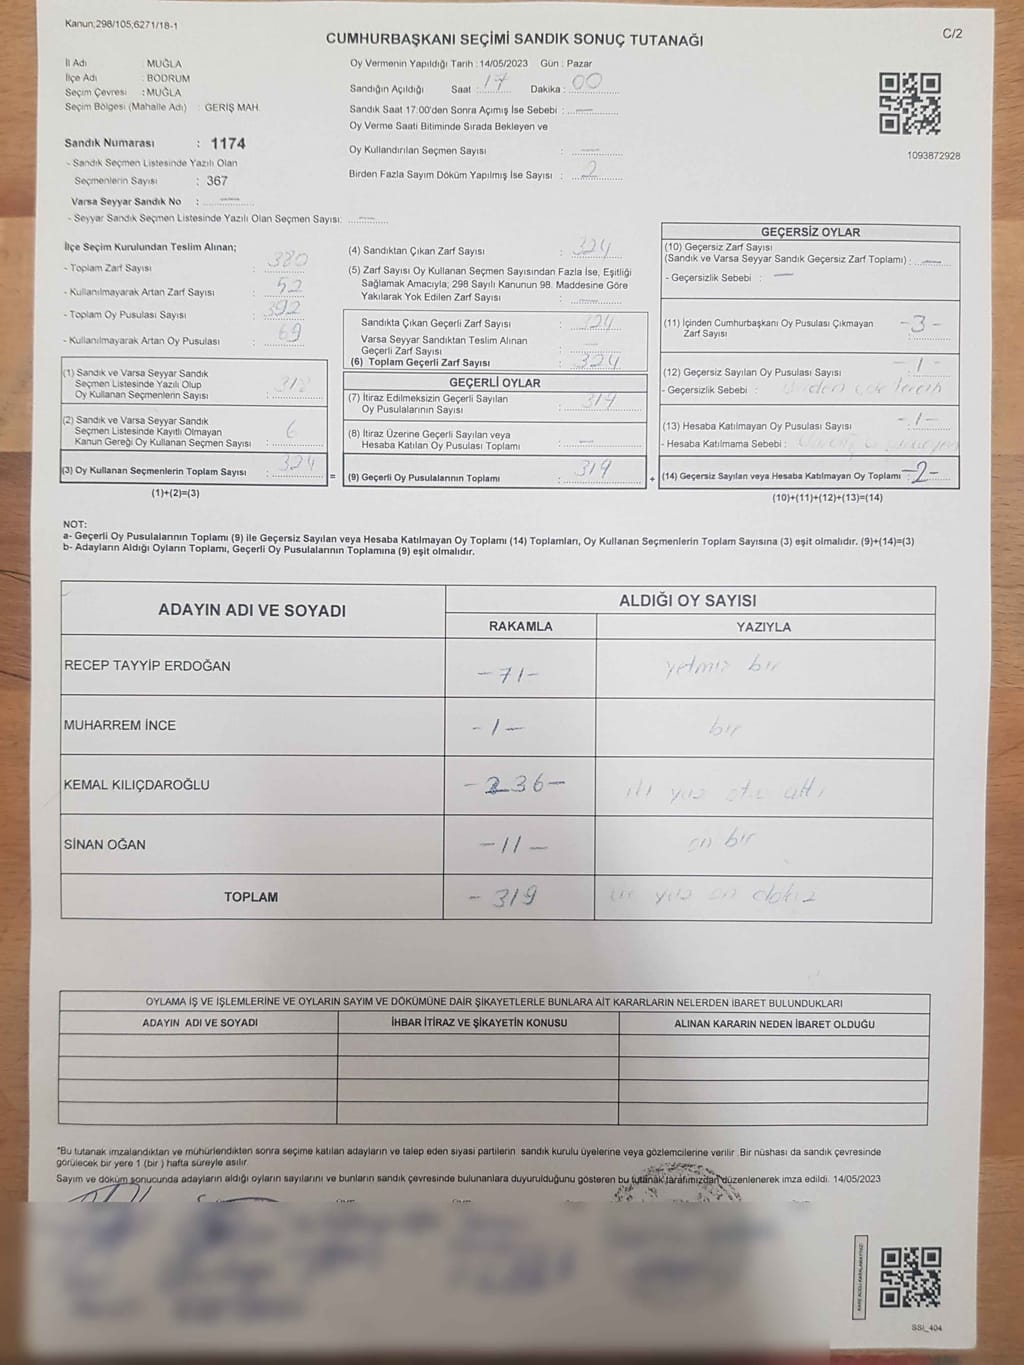 Kanun;298/105,6271/18-1
C/2
CUMHURBAŞKANI SEÇİMİ SANDIK SONUÇ TUTANAĞI
İl Adı : MUĞLA
İlçe Adı : BODRUM
Seçim Çevresi : MUĞLA
Seçim Bölgesi (Mahalle Adı) : GERİŞ MAH.
Sandık Numarası : 1174
- Sandık Seçmen Listesinde Yazılı Olan
Seçmenlerin Sayısı : 367
Varsa Seyyar Sandık No : —
- Seyyar Sandık Seçmen Listesinde Yazılı Olan Seçmen Sayısı: —
Oy Vermenin Yapıldığı Tarih : 14/05/2023 Gün : Pazar
Sandığın Açıldığı Saat : 17 Dakika : 00
Sandık Saat 17:00'den Sonra Açımış İse Sebebi : —
Oy Verme Saati Bitiminde Sırada Bekleyen ve
Oy Kullandırılan Seçmen Sayısı : —
Birden Fazla Sayım Döküm Yapılmış İse Sayısı : 2
1093872928
İlçe Seçim Kurulundan Teslim Alınan;
- Toplam Zarf Sayısı : 380
- Kullanılmayarak Artan Zarf Sayısı : 52
- Toplam Oy Pusulası Sayısı : 392
- Kullanılmayarak Artan Oy Pusulası : 69
(1) Sandık ve Varsa Seyyar Sandık
Seçmen Listesinde Yazılı Olup
Oy Kullanan Seçmenlerin Sayısı :
(2) Sandık ve Varsa Seyyar Sandık
Seçmen Listesinde Kayıtlı Olmayan
Kanun Gereği Oy Kullanan Seçmen Sayısı : 6
(3) Oy Kullanan Seçmenlerin Toplam Sayısı : 324
(1)+(2)=(3)
=
(4) Sandıktan Çıkan Zarf Sayısı : 324
(5) Zarf Sayısı Oy Kullanan Seçmen Sayısından Fazla İse, Eşitliği
Sağlamak Amacıyla; 298 Sayılı Kanunun 98. Maddesine Göre
Yakılarak Yok Edilen Zarf Sayısı : —
Sandıkta Çıkan Geçerli Zarf Sayısı : 324
Varsa Seyyar Sandıktan Teslim Alınan
Geçerli Zarf Sayısı : —
(6) Toplam Geçerli Zarf Sayısı : 324
GEÇERLİ OYLAR
(7) İtiraz Edilmeksizin Geçerli Sayılan
Oy Pusulalarının Sayısı : 319
(8) İtiraz Üzerine Geçerli Sayılan veya
Hesaba Katılan Oy Pusulası Toplamı : —
(9) Geçerli Oy Pusulalarının Toplamı : 319
+
GEÇERSİZ OYLAR
(10) Geçersiz Zarf Sayısı
(Sandık ve Varsa Seyyar Sandık Geçersiz Zarf Toplamı) : —
- Geçersizlik Sebebi : —
(11) İçinden Cumhurbaşkanı Oy Pusulası Çıkmayan
Zarf Sayısı : -3-
(12) Geçersiz Sayılan Oy Pusulası Sayısı : -1-
- Geçersizlik Sebebi :
(13) Hesaba Katılmayan Oy Pusulası Sayısı : -1-
- Hesaba Katılmama Sebebi :
(14) Geçersiz Sayılan veya Hesaba Katılmayan Oy Toplamı : -2-
(10)+(11)+(12)+(13)=(14)
NOT:
a- Geçerli Oy Pusulalarının Toplamı (9) ile Geçersiz Sayılan veya Hesaba Katılmayan Oy Toplamı (14) Toplamları, Oy Kullanan Seçmenlerin Toplam Sayısına (3) eşit olmalıdır. (9)+(14)=(3)
b- Adayların Aldığı Oyların Toplamı, Geçerli Oy Pusulalarının Toplamına (9) eşit olmalıdır.
ADAYIN ADI VE SOYADI
ALDIĞI OY SAYISI
RAKAMLA YAZIYLA
RECEP TAYYİP ERDOĞAN -71- yetmiş bir
MUHARREM İNCE -1- bir
KEMAL KILIÇDAROĞLU -236- iki yüz otuz altı
SİNAN OĞAN -11- on bir
TOPLAM - 319 üç yüz on dokuz
OYLAMA İŞ VE İŞLEMLERİNE VE OYLARIN SAYIM VE DÖKÜMÜNE DAİR ŞİKAYETLERLE BUNLARA AİT KARARLARIN NELERDEN İBARET BULUNDUKLARI
ADAYIN ADI VE SOYADI İHBAR İTİRAZ VE ŞİKAYETİN KONUSU ALINAN KARARIN NEDEN İBARET OLDUĞU
*Bu tutanak imzalandıktan ve mühürlendikten sonra seçime katılan adayların ve talep eden siyasi partilerin sandık kurulu üyelerine veya gözlemcilerine verilir .Bir nüshası da sandık çevresinde
görülecek bir yere 1 (bir ) hafta süreyle asılır.
Sayım ve döküm sonucunda adayların aldığı oyların sayılarını ve bunların sandık çevresinde bulunanlara duyurulduğunu gösteren bu tutanak tarafımızdan düzenlenerek imza edildi. 14/05/2023
KARE KODU KARALAMAYINIZ!
SSI_404